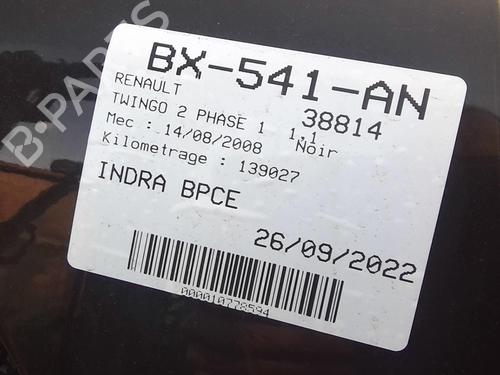 BX-541-AN
RENAULT 38814
TWINGO 2 PHASE 1 1.1
Mec : 14/08/2008 Noir
Kilometrage : 139027
INDRA BPCE
26/09/2022
000010778594
B-PARTS